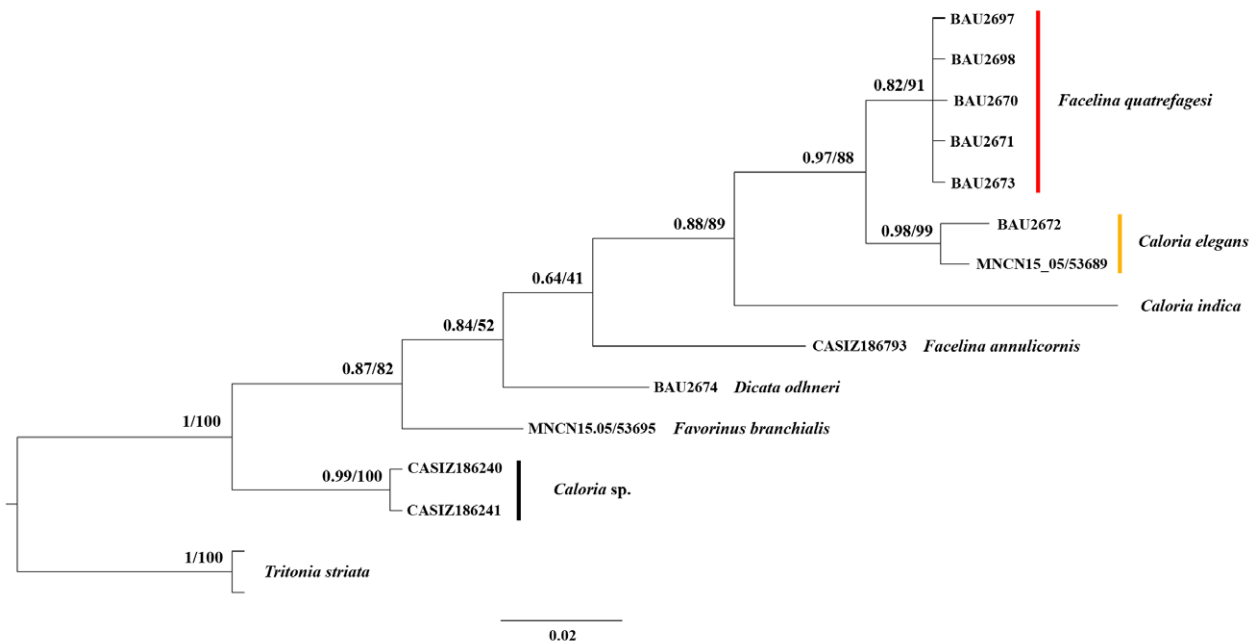 BAU2697
BAU2698
0.82/91
BAU2670 Facelina quatrefagesi
BAU2671
0.97/88
BAU2673
0.88/89
BAU2672
0.98/99
Caloria elegans
MNCN15_05/53689
0.64/41
Caloria indica
0.84/52
CASIZ186793 Facelina annulicornis
0.87/82
BAU2674 Dicata odhneri
1/100
MNCN15.05/53695 Favorinus branchialis
0.99/100
CASIZ186240
Caloria sp.
CASIZ186241
1/100
Tritonia striata
0.02